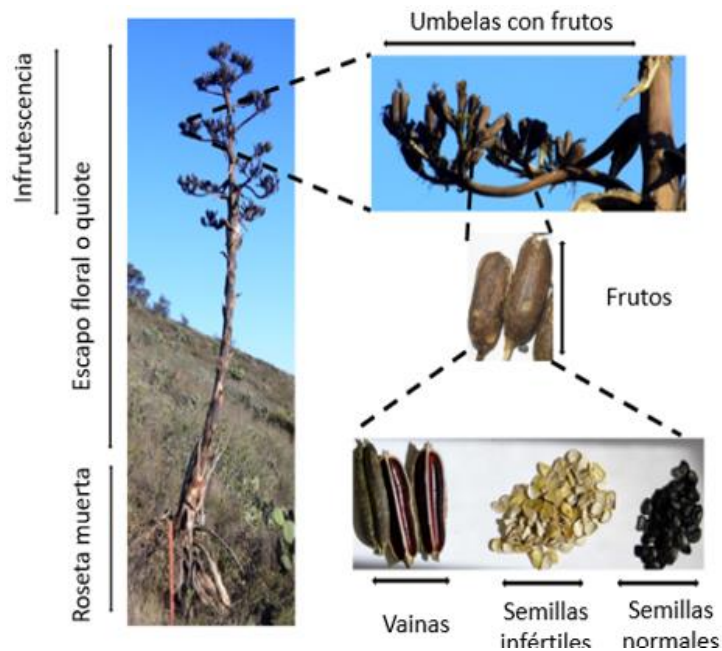 Umbelas con frutos
Infrutescencia
Escapo floral o quiote
Roseta muerta
Frutos
Vainas
Semillas
infértiles
Semillas
normales